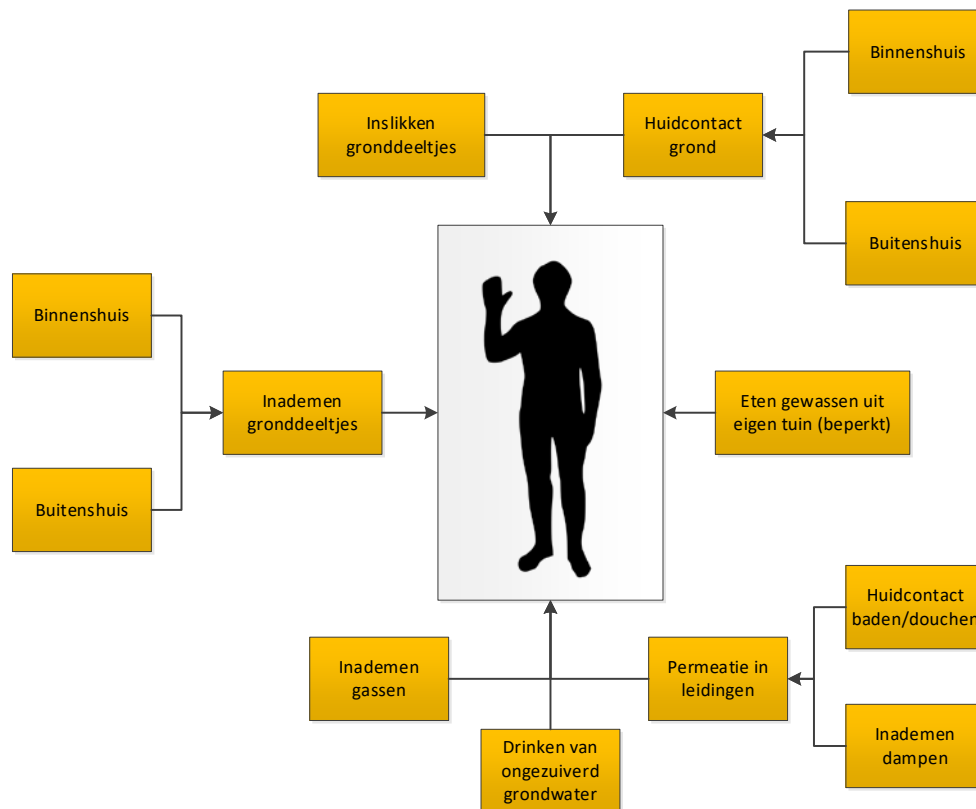 Binnenshuis
Inslikken
gronddeeltjes
Huidcontact
grond
Buitenshuis
Binnenshuis
Inademen
gronddeeltjes
Eten gewassen uit
eigen tuin (beperkt)
Buitenshuis
Huidcontact
baden/douchen
Inademen
gassen
Permeatie in
leidingen
Inademen
dampen
Drinken van
ongezuiverd
grondwater